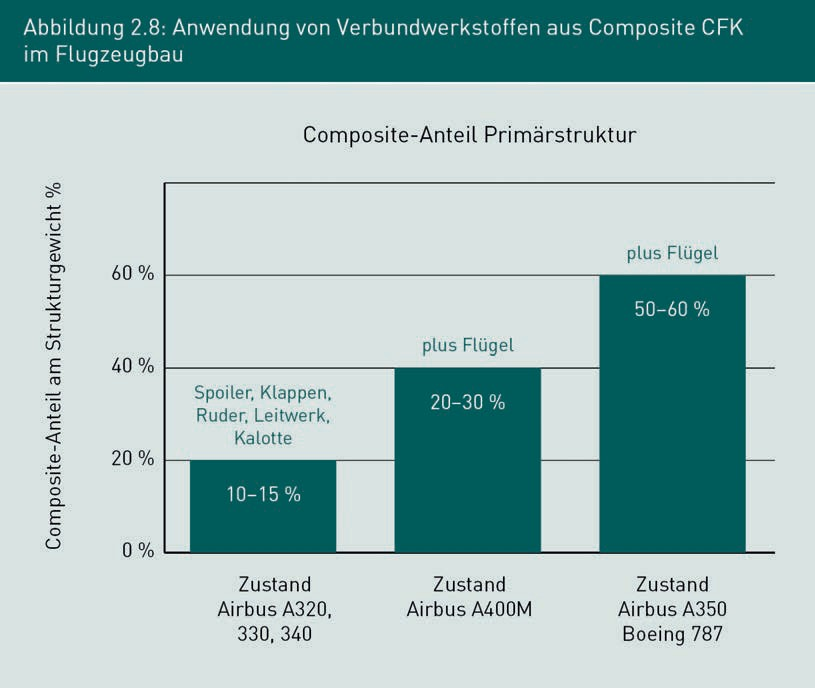 Abbildung 2.8: Anwendung von Verbundwerkstoffen aus Composite CFK
im Flugzeugbau
Composite-Anteil Primärstruktur
Composite-Anteil am Strukturgewicht %
60 %
40 %
20 %
0 %
Spoiler, Klappen,
Ruder, Leitwerk,
Kalotte
10–15 %
plus Flügel
20–30 %
plus Flügel
50–60 %
Zustand
Airbus A320,
330, 340
Zustand
Airbus A400M
Zustand
Airbus A350
Boeing 787